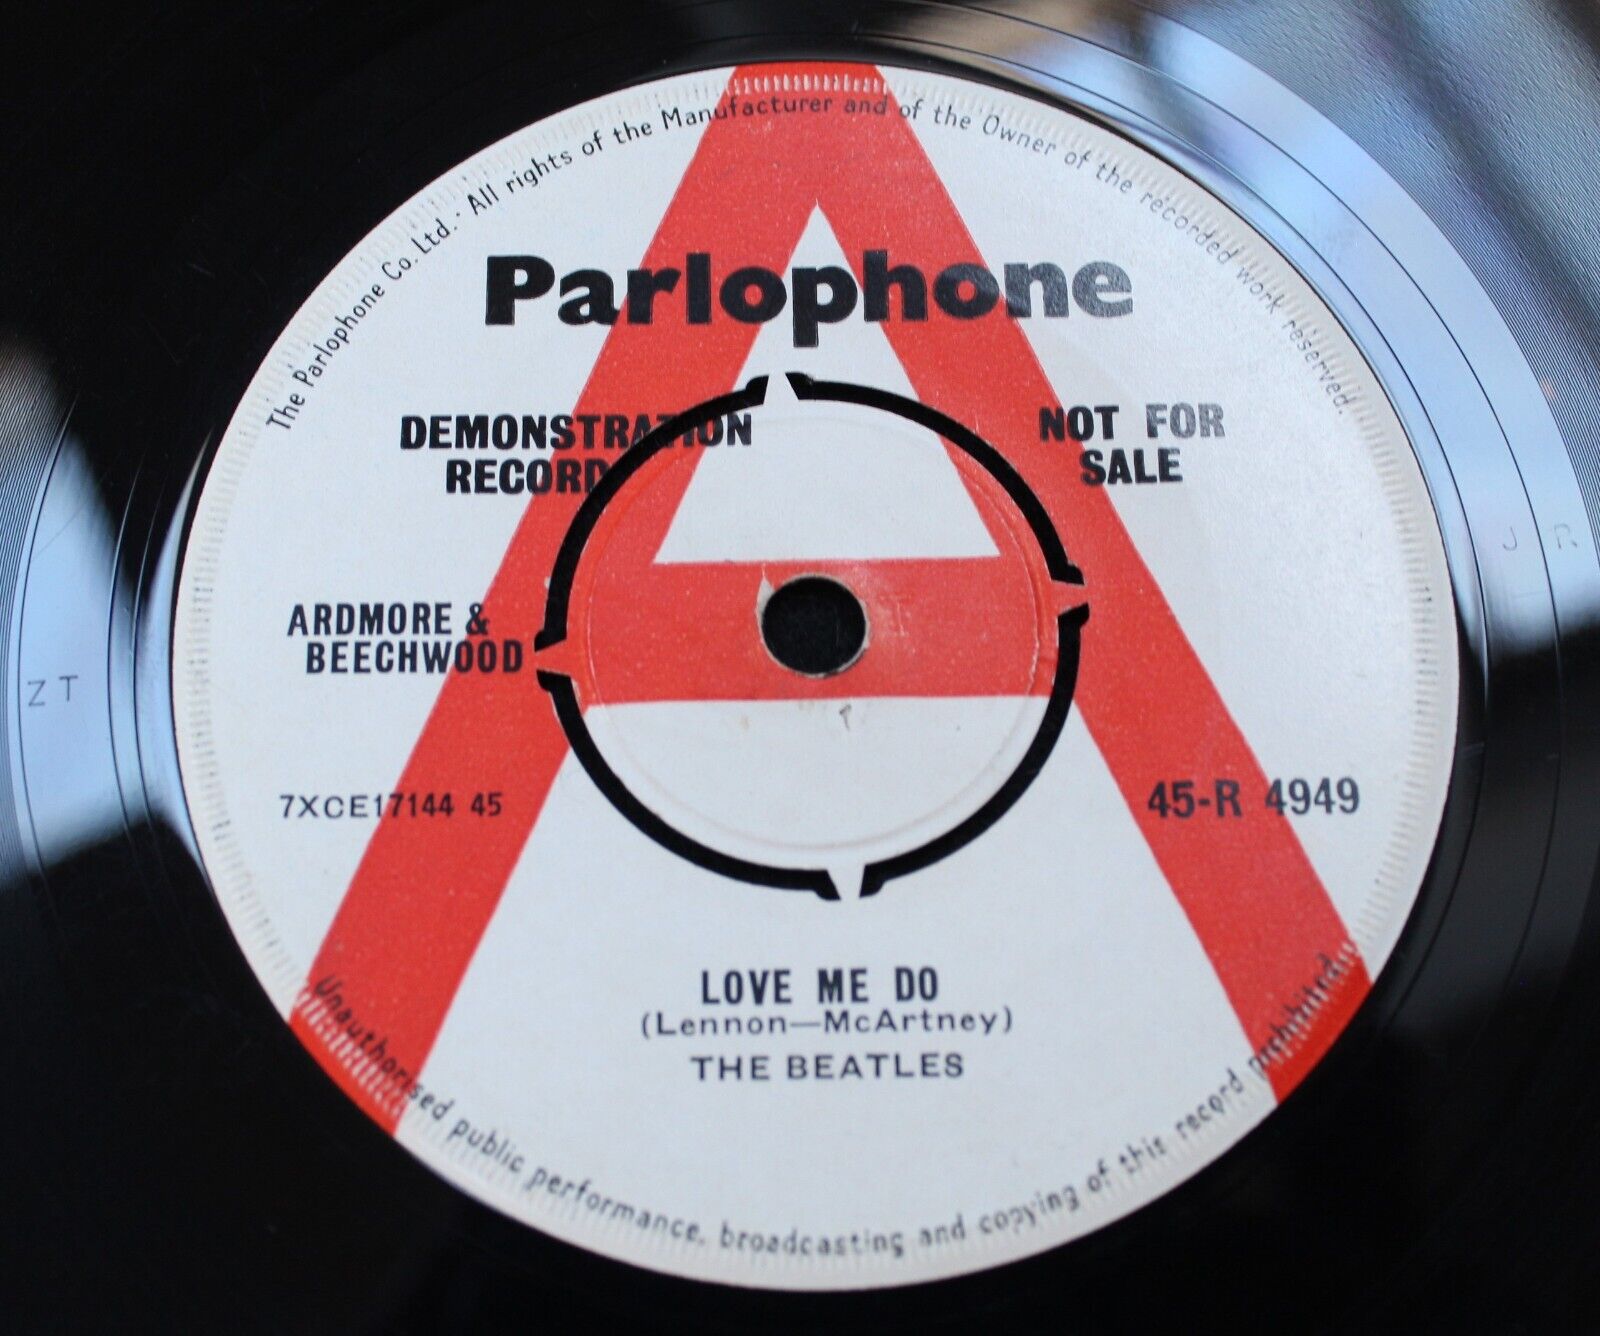 The Parlophone Co. Ltd. · All rights of the Manufacturer and of the Owner of the recorded work reserved.
Parlophone
DEMONSTRATION
RECORD
NOT FOR
SALE
ARDMORE &
BEECHWOOD
ZT
JR
7XCE17144 45
45-R 4949
LOVE ME DO
(Lennon—McArtney)
THE BEATLES
Unauthorised public performance, broadcasting and copying of this record prohibited.